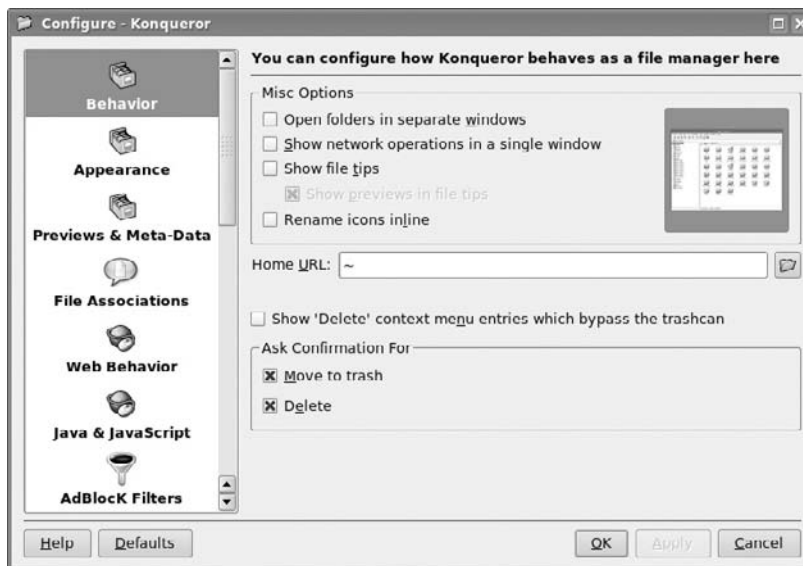 Configure - Konqueror
Behavior
Appearance
Previews & Meta-Data
File Associations
Web Behavior
Java & JavaScript
AdBlocK Filters
You can configure how Konqueror behaves as a file manager here
Misc Options
Open folders in separate windows
Show network operations in a single window
Show file tips
Show previews in file tips
Rename icons inline
Home URL: ~
Show 'Delete' context menu entries which bypass the trashcan
Ask Confirmation For
Move to trash
Delete
Help Defaults OK Apply Cancel